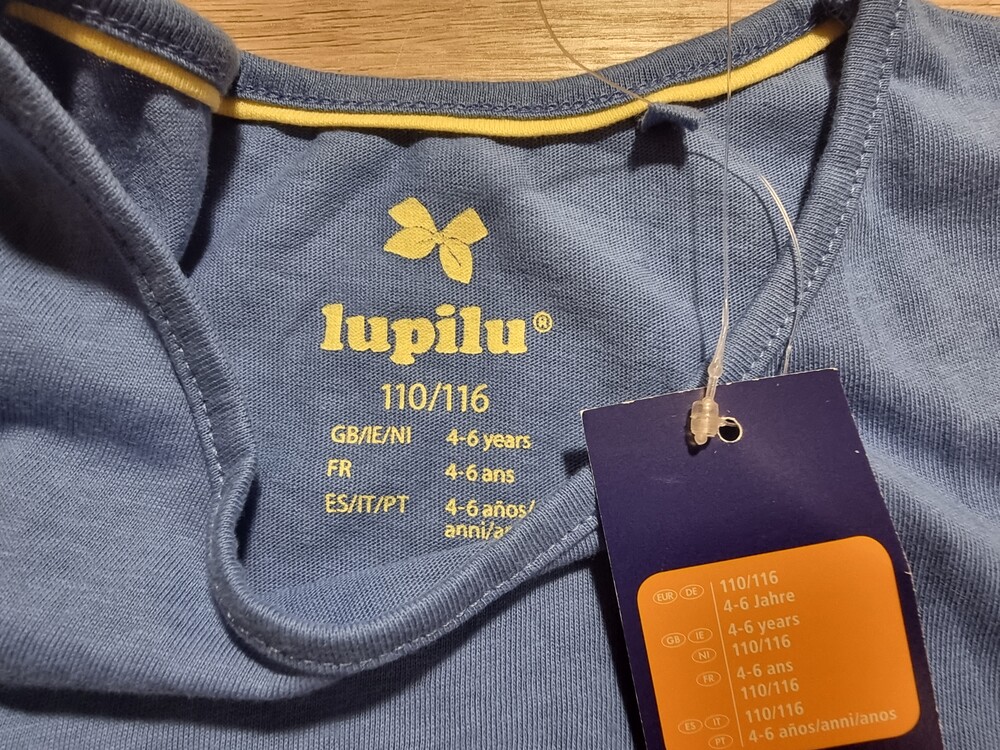 lupilu®
110/116
GB/IE/NI 4-6 years
FR 4-6 ans
ES/IT/PT 4-6 años/
anni/a
EUR DE 110/116
4-6 Jahre
GB IE 4-6 years
NI 110/116
FR 4-6 ans
110/116
ES IT 110/116
PT 4-6 años/anni/anos